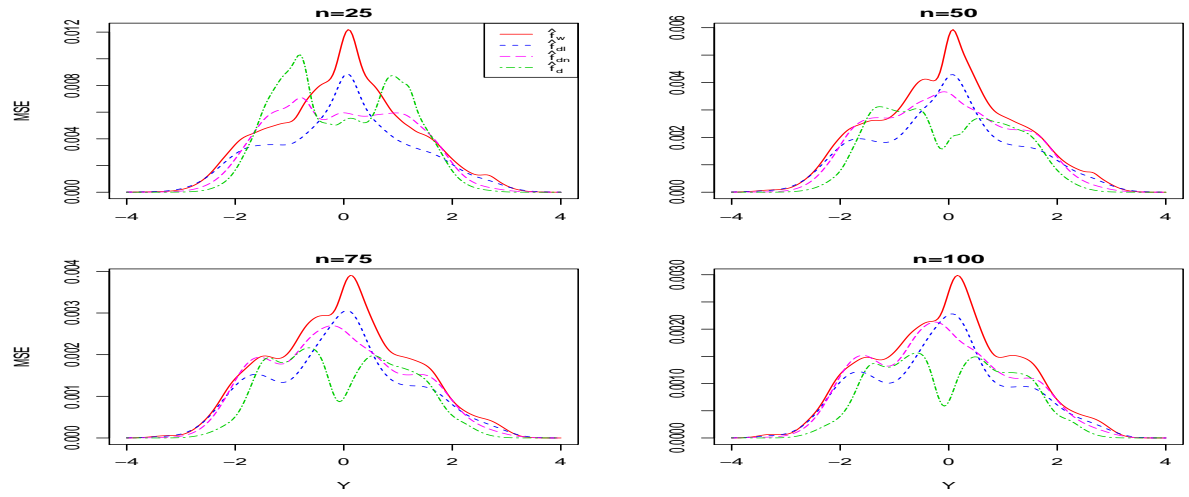 n=25
MSE
0.000 0.004 0.008 0.012
−4 −2 0 2 4
f̂w
f̂dl
f̂dn
f̂d
n=50
0.000 0.002 0.004 0.006
−4 −2 0 2 4
n=75
MSE
0.000 0.001 0.002 0.003 0.004
−4 −2 0 2 4
Y
n=100
0.0000 0.0010 0.0020 0.0030
−4 −2 0 2 4
Y